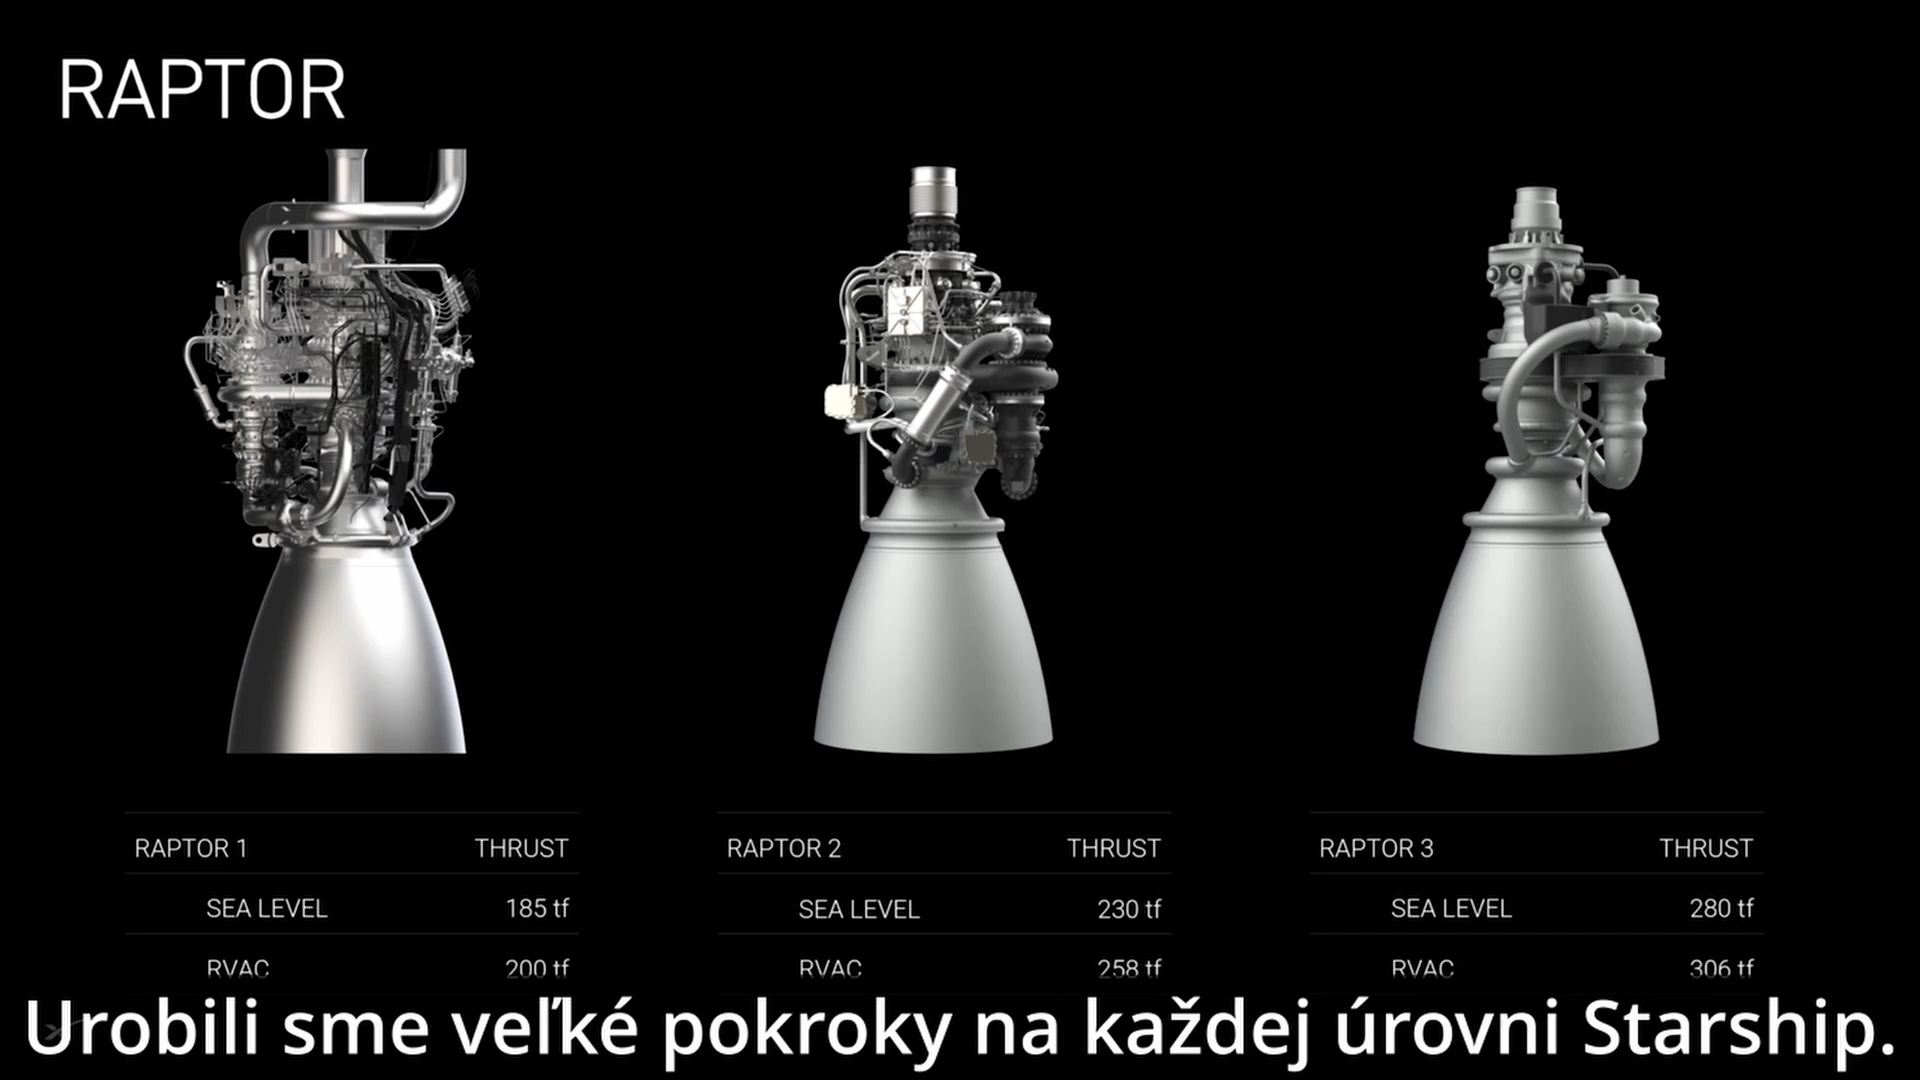 RAPTOR
RAPTOR 1 THRUST
SEA LEVEL 185 tf
RVAC 200 tf
RAPTOR 2 THRUST
SEA LEVEL 230 tf
RVAC 258 tf
RAPTOR 3 THRUST
SEA LEVEL 280 tf
RVAC 306 tf
Urobili sme veľké pokroky na každej úrovni Starship.